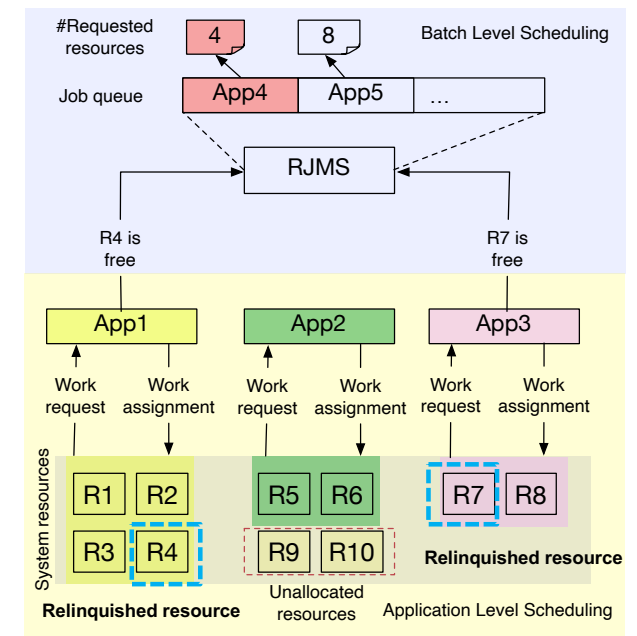 #Requested
resources
4
8
Batch Level Scheduling
Job queue
App4
App5
...
RJMS
R4 is
free
R7 is
free
App1
App2
App3
Work
request
Work
assignment
Work
request
Work
assignment
Work
request
Work
assignment
System resources
R1
R2
R5
R6
R7
R8
R3
R4
R9
R10
Relinquished resource
Relinquished resource
Unallocated
resources
Application Level Scheduling